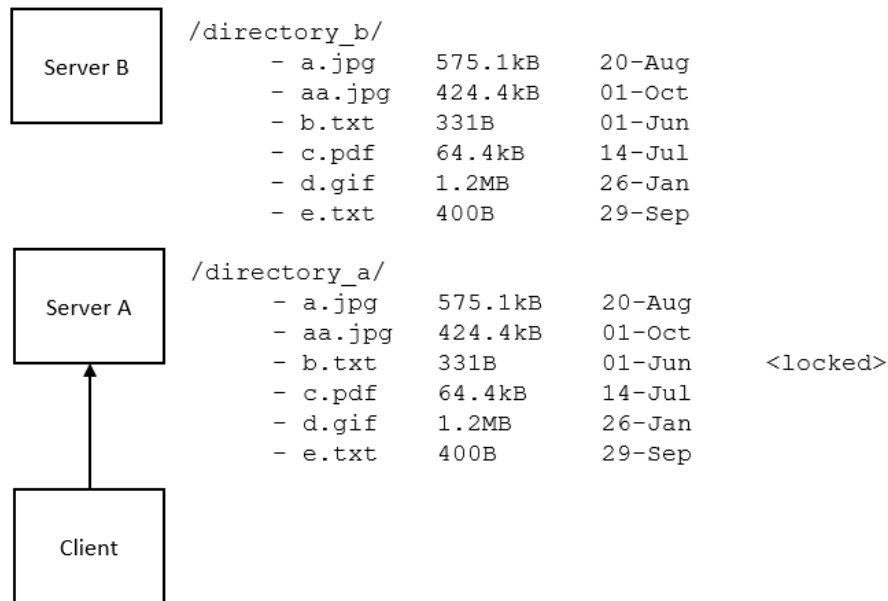 /directory_b/
Server B
- a.jpg 575.1kB 20-Aug
- aa.jpg 424.4kB 01-Oct
- b.txt 331B 01-Jun
- c.pdf 64.4kB 14-Jul
- d.gif 1.2MB 26-Jan
- e.txt 400B 29-Sep
/directory_a/
Server A
- a.jpg 575.1kB 20-Aug
- aa.jpg 424.4kB 01-Oct
- b.txt 331B 01-Jun <locked>
- c.pdf 64.4kB 14-Jul
- d.gif 1.2MB 26-Jan
- e.txt 400B 29-Sep
Client